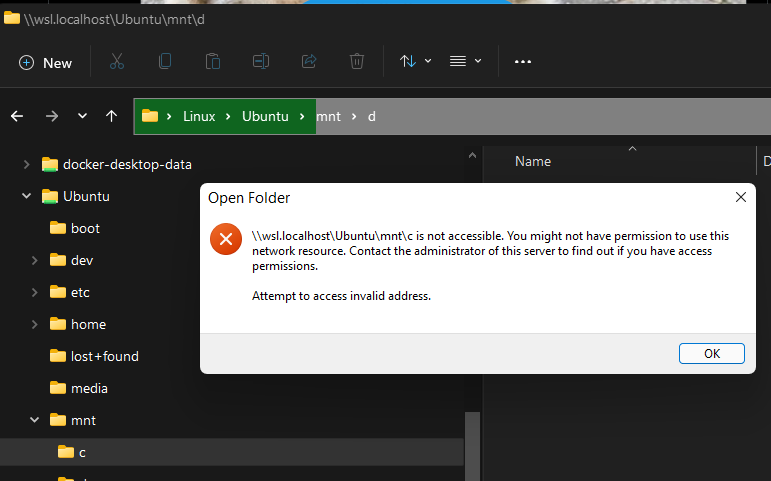 \\wsl.localhost\Ubuntu\mnt\d
New
Linux
Ubuntu
mnt
d
docker-desktop-data
Ubuntu
boot
dev
etc
home
lost+found
media
mnt
c
Name
D
Open Folder
\\wsl.localhost\Ubuntu\mnt\c is not accessible. You might not have permission to use this
network resource. Contact the administrator of this server to find out if you have access
permissions.
Attempt to access invalid address.
OK